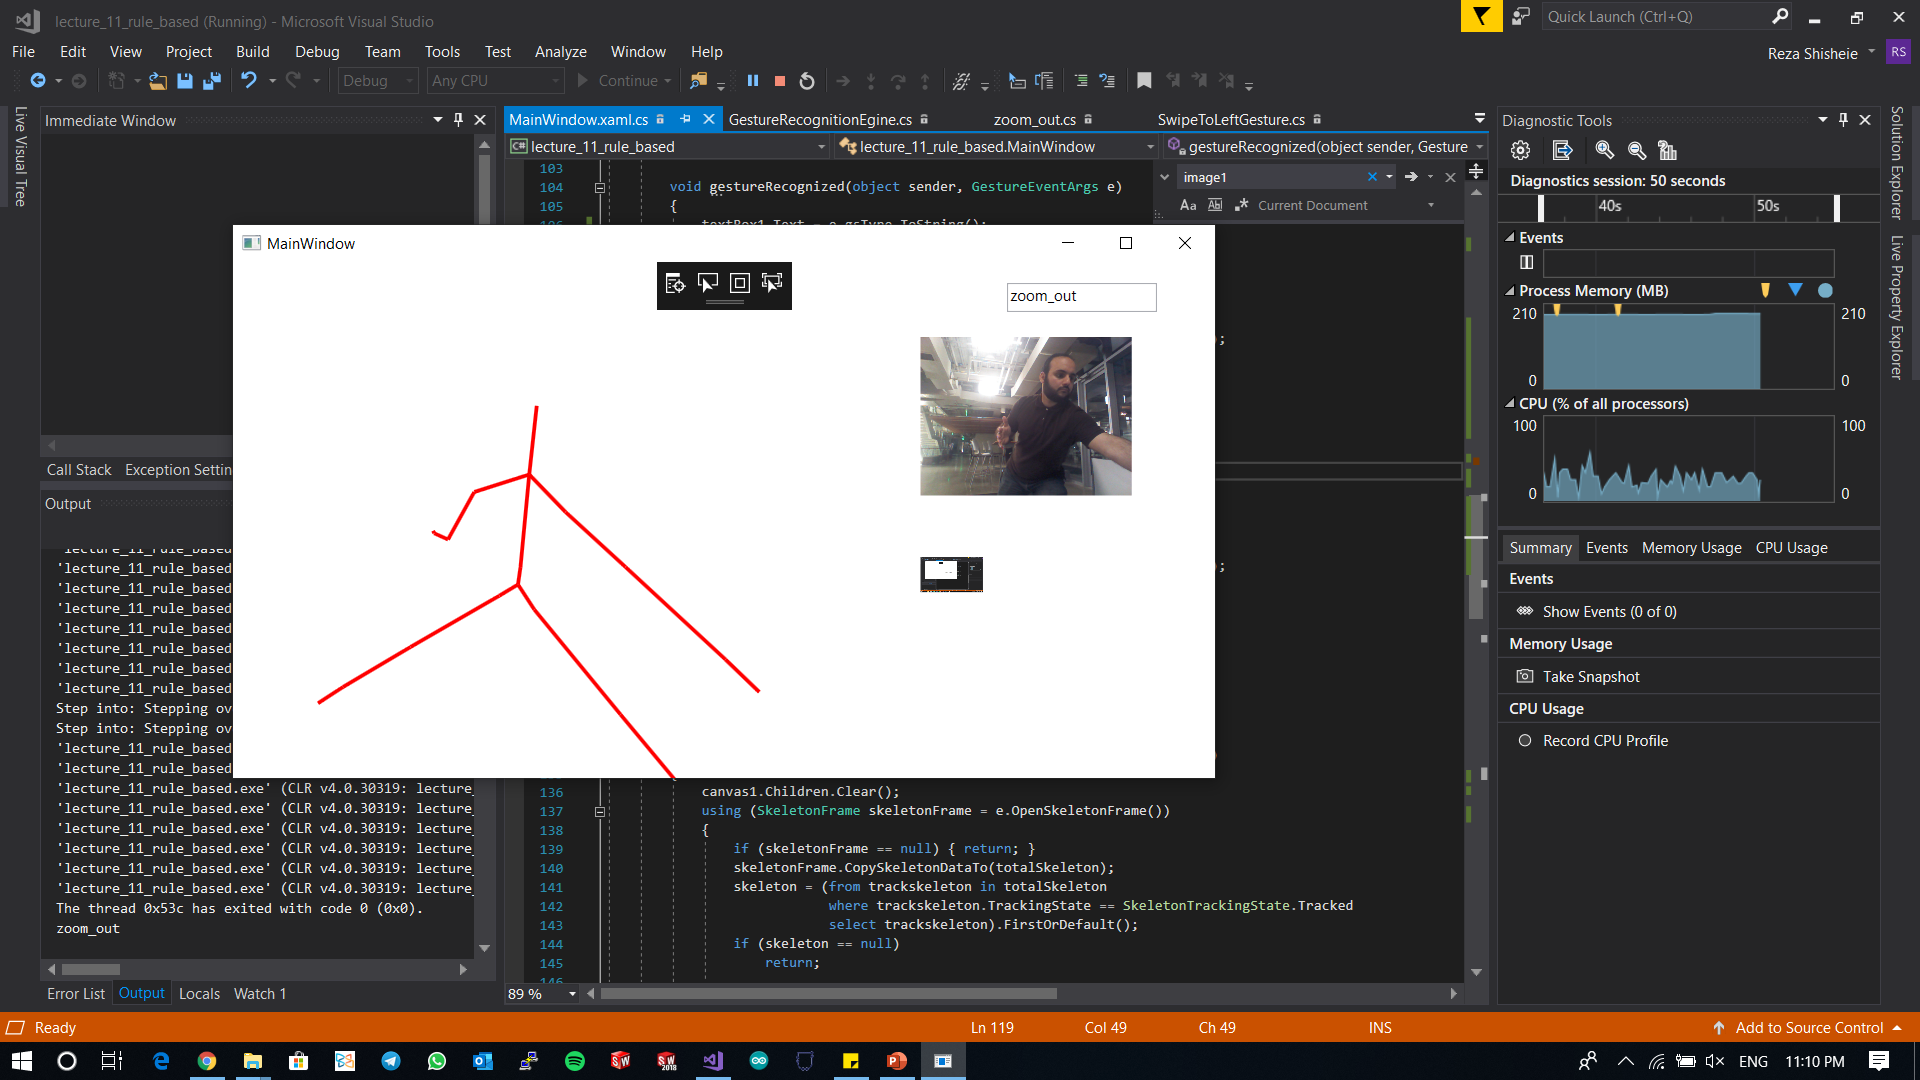 lecture_11_rule_based (Running) - Microsoft Visual Studio
Quick Launch (Ctrl+Q)
File Edit View Project Build Debug Team Tools Test Analyze Window Help
Reza Shisheie RS
Debug Any CPU Continue
Live Visual Tree
Immediate Window
Call Stack Exception Settin
Output
'lecture_11_rule_based
'lecture_11_rule_based
'lecture_11_rule_based
'lecture_11_rule_based
'lecture_11_rule_based
'lecture_11_rule_based
'lecture_11_rule_based
'lecture_11_rule_based
Step into: Stepping ov
Step into: Stepping ov
'lecture_11_rule_based
'lecture_11_rule_based
'lecture_11_rule_based.exe' (CLR v4.0.30319: lecture_
'lecture_11_rule_based.exe' (CLR v4.0.30319: lecture_
'lecture_11_rule_based.exe' (CLR v4.0.30319: lecture_
'lecture_11_rule_based.exe' (CLR v4.0.30319: lecture_
'lecture_11_rule_based.exe' (CLR v4.0.30319: lecture_
'lecture_11_rule_based.exe' (CLR v4.0.30319: lecture_
The thread 0x53c has exited with code 0 (0x0).
zoom_out
Error List Output Locals Watch 1
MainWindow.xaml.cs GestureRecognitionEgine.cs zoom_out.cs SwipeToLeftGesture.cs
C# lecture_11_rule_based lecture_11_rule_based.MainWindow gestureRecognized(object sender, Gesture
image1
Aa Ab Current Document
103
104 void gestureRecognized(object sender, GestureEventArgs e)
105 {
textBox1.Text = e.gsType.ToString();
MainWindow
zoom_out
136 canvas1.Children.Clear();
137 using (SkeletonFrame skeletonFrame = e.OpenSkeletonFrame())
138 {
139 if (skeletonFrame == null) { return; }
140 skeletonFrame.CopySkeletonDataTo(totalSkeleton);
141 skeleton = (from trackskeleton in totalSkeleton
142 where trackskeleton.TrackingState == SkeletonTrackingState.Tracked
143 select trackskeleton).FirstOrDefault();
144 if (skeleton == null)
145 return;
146
89 %
Diagnostic Tools
Diagnostics session: 50 seconds
40s 50s
Events
Process Memory (MB)
210 210
0 0
CPU (% of all processors)
100 100
0 0
Summary Events Memory Usage CPU Usage
Events
Show Events (0 of 0)
Memory Usage
Take Snapshot
CPU Usage
Record CPU Profile
Solution Explorer
Live Property Explorer
Ready Ln 119 Col 49 Ch 49 INS Add to Source Control
ENG 11:10 PM